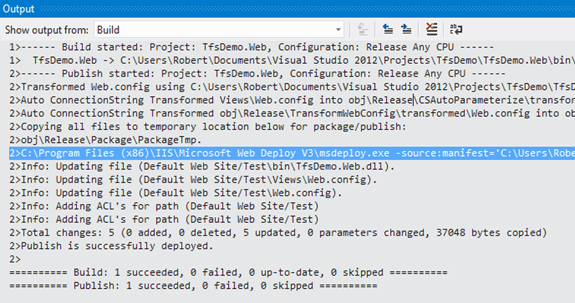 Output
Show output from: Build
1>------ Build started: Project: TfsDemo.Web, Configuration: Release Any CPU ------
1>  TfsDemo.Web -> C:\Users\Robert\Documents\Visual Studio 2012\Projects\TfsDemo\TfsDemo.Web\bin\
2>------ Publish started: Project: TfsDemo.Web, Configuration: Release Any CPU ------
2>Transformed Web.config using C:\Users\Robert\Documents\Visual Studio 2012\Projects\TfsDemo\
2>Auto ConnectionString Transformed Views\Web.config into obj\Release\CSAutoParameterize\transfor
2>Auto ConnectionString Transformed obj\Release\TransformWebConfig\transformed\Web.config into ob
2>Copying all files to temporary location below for package/publish:
2>obj\Release\Package\PackageTmp.
2>C:\Program Files (x86)\IIS\Microsoft Web Deploy V3\msdeploy.exe -source:manifest='C:\Users\Robe
2>Info: Updating file (Default Web Site/Test\bin\TfsDemo.Web.dll).
2>Info: Updating file (Default Web Site/Test\Views\Web.config).
2>Info: Updating file (Default Web Site/Test\Web.config).
2>Info: Adding ACL's for path (Default Web Site/Test)
2>Info: Adding ACL's for path (Default Web Site/Test)
2>Total changes: 5 (0 added, 0 deleted, 5 updated, 0 parameters changed, 37048 bytes copied)
2>Publish is successfully deployed.
2>
========== Build: 1 succeeded, 0 failed, 0 up-to-date, 0 skipped ==========
========== Publish: 1 succeeded, 0 failed, 0 skipped ==========